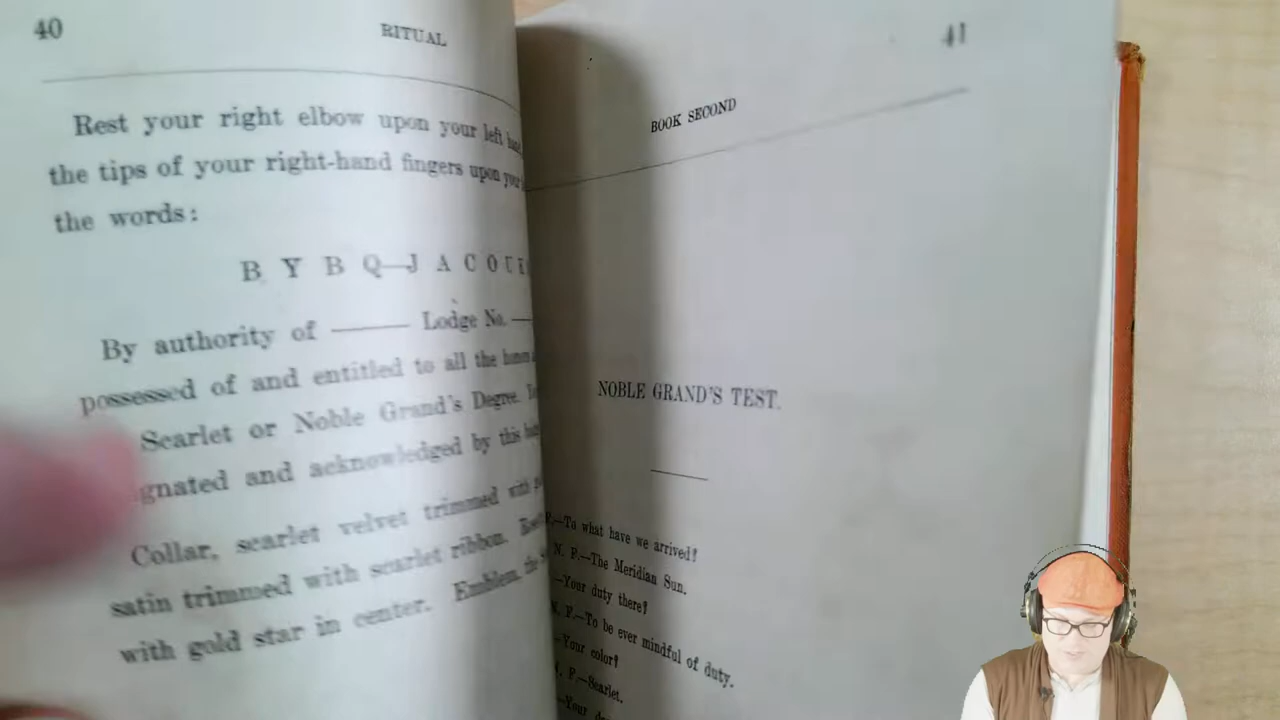 40
RITUAL
Rest your right elbow upon your left
the tips of your right-hand fingers upon
the words:
B Y B Q—J A C O
By authority of ——— Lodge No. —
possessed of and entitled to all the
Scarlet or Noble Grand's Degree.
and acknowledged by this
Collar, scarlet velvet trimmed with
satin trimmed with scarlet ribbon.
with gold star in center. Emblem, the
41
BOOK SECOND
NOBLE GRAND'S TEST.
—To what have we arrived?
N. F.—The Meridian Sun.
—Your duty there?
N. F.—To be ever mindful of duty.
—Your color?
F.—Scarlet.
—Your